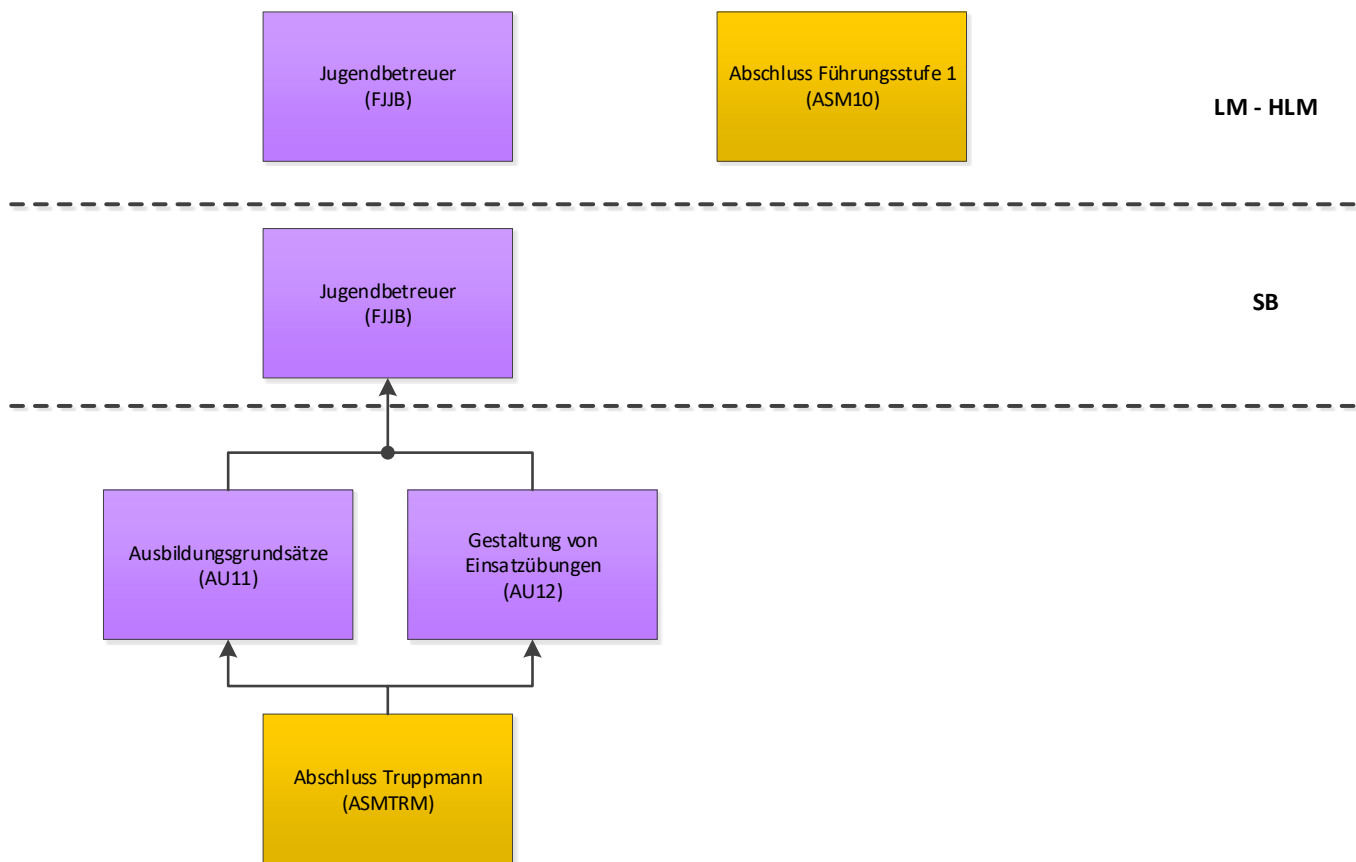 Jugendbetreuer
(FJJB)
Abschluss Führungsstufe 1
(ASM10)
LM - HLM
Jugendbetreuer
(FJJB)
SB
Ausbildungsgrundsätze
(AU11)
Gestaltung von
Einsatzübungen
(AU12)
Abschluss Truppmann
(ASMTRM)